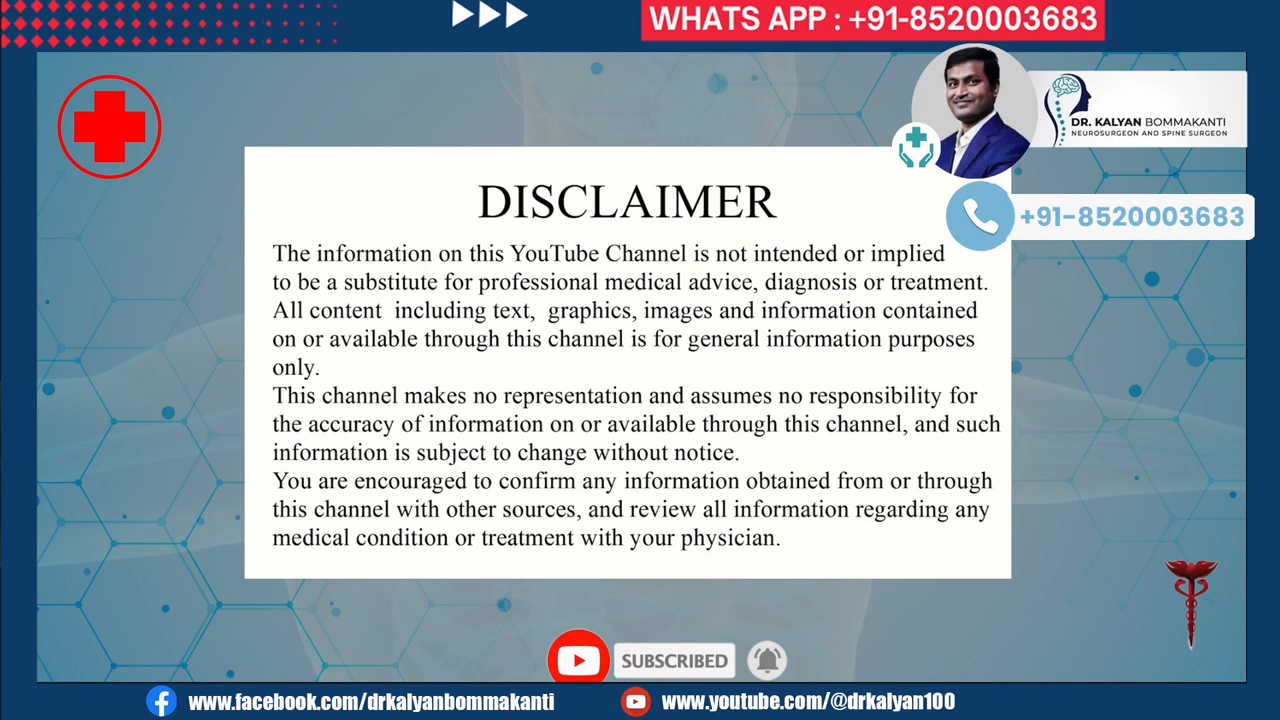 WHATS APP : +91-8520003683
DR. KALYAN BOMMAKANTI
NEUROSURGEON AND SPINE SURGEON
+91-8520003683
DISCLAIMER
The information on this YouTube Channel is not intended or implied
to be a substitute for professional medical advice, diagnosis or treatment.
All content  including text,  graphics, images and information contained
on or available through this channel is for general information purposes
only.
This channel makes no representation and assumes no responsibility for
the accuracy of information on or available through this channel, and such
information is subject to change without notice.
You are encouraged to confirm any information obtained from or through
this channel with other sources, and review all information regarding any
medical condition or treatment with your physician.
SUBSCRIBED
www.facebook.com/drkalyanbommakanti
www.youtube.com/@drkalyan100